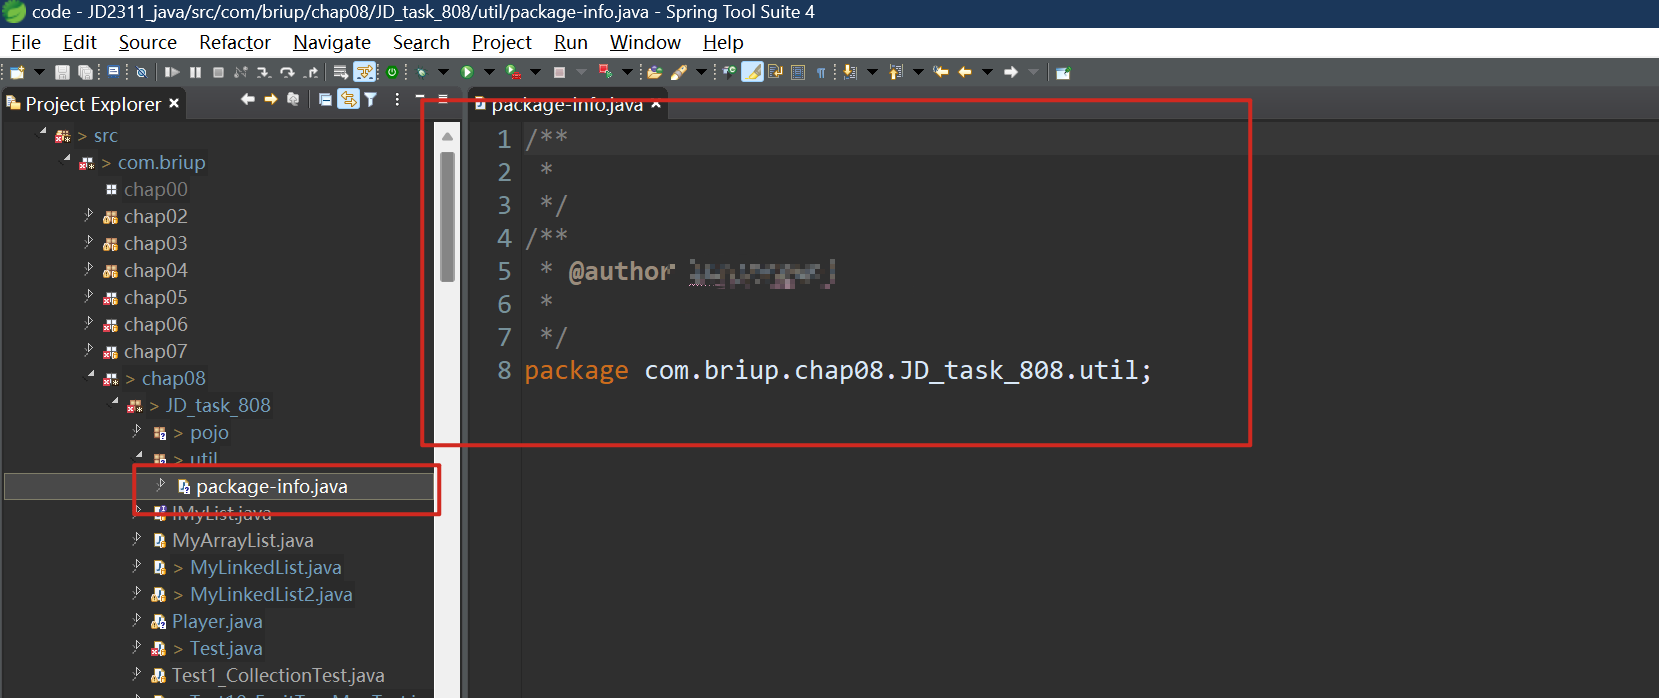 code - JD2311_java/src/com/briup/chap08/JD_task_808/util/package-info.java - Spring Tool Suite 4
File Edit Source Refactor Navigate Search Project Run Window Help
Project Explorer
package-info.java
> src
> com.briup
chap00
chap02
chap03
chap04
chap05
chap06
chap07
> chap08
> JD_task_808
> pojo
> util
package-info.java
IMyList.java
MyArrayList.java
> MyLinkedList.java
> MyLinkedList2.java
Player.java
> Test.java
Test1_CollectionTest.java
1 /**
2 *
3 */
4 /**
5 * @author
6 *
7 */
8 package com.briup.chap08.JD_task_808.util;